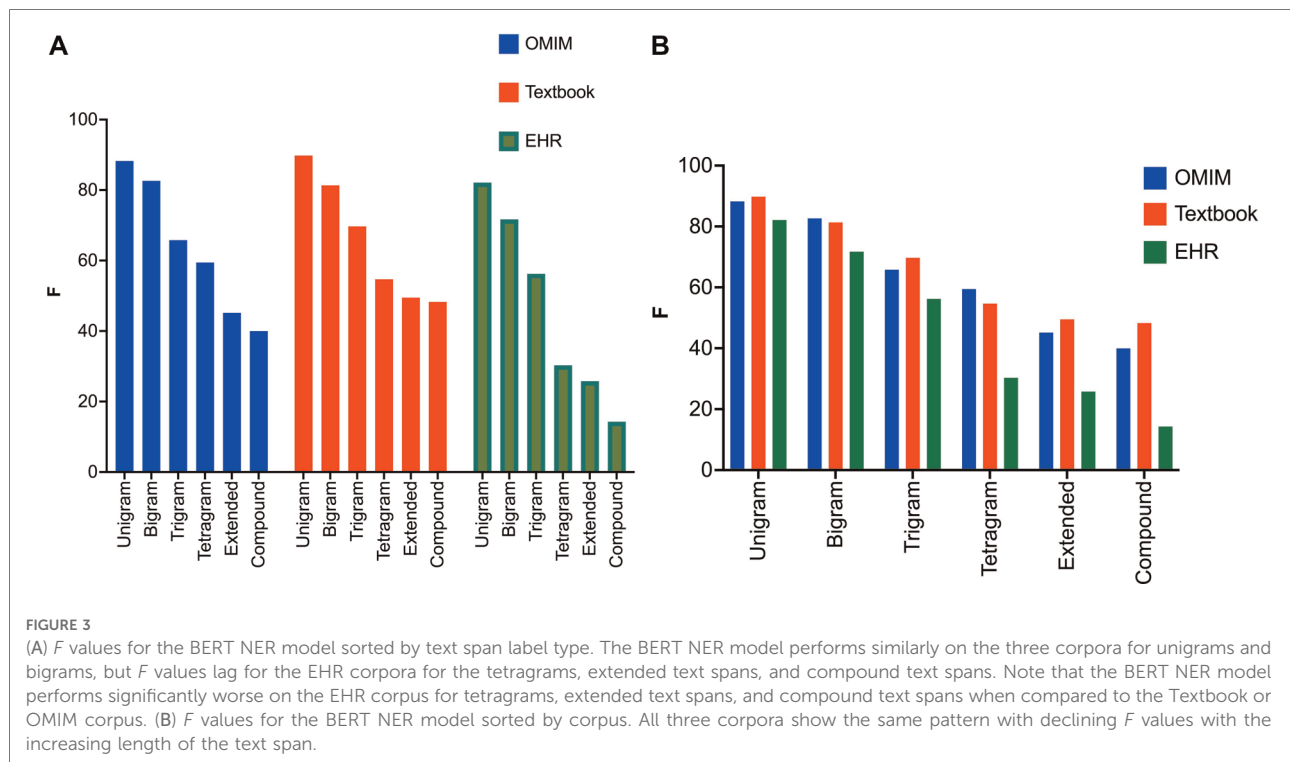 A
OMIM
Textbook
EHR
100
80
60
40
20
0
F
Unigram
Bigram
Trigram
Tetragram
Extended
Compound
Unigram
Bigram
Trigram
Tetragram
Extended
Compound
Unigram
Bigram
Trigram
Tetragram
Extended
Compound
B
OMIM
Textbook
EHR
100
80
60
40
20
0
F
Unigram
Bigram
Trigram
Tetragram
Extended
Compound
FIGURE 3
(A) F values for the BERT NER model sorted by text span label type. The BERT NER model performs similarly on the three corpora for unigrams and
bigrams, but F values lag for the EHR corpora for the tetragrams, extended text spans, and compound text spans. Note that the BERT NER model
performs significantly worse on the EHR corpus for tetragrams, extended text spans, and compound text spans when compared to the Textbook or
OMIM corpus. (B) F values for the BERT NER model sorted by corpus. All three corpora show the same pattern with declining F values with the
increasing length of the text span.